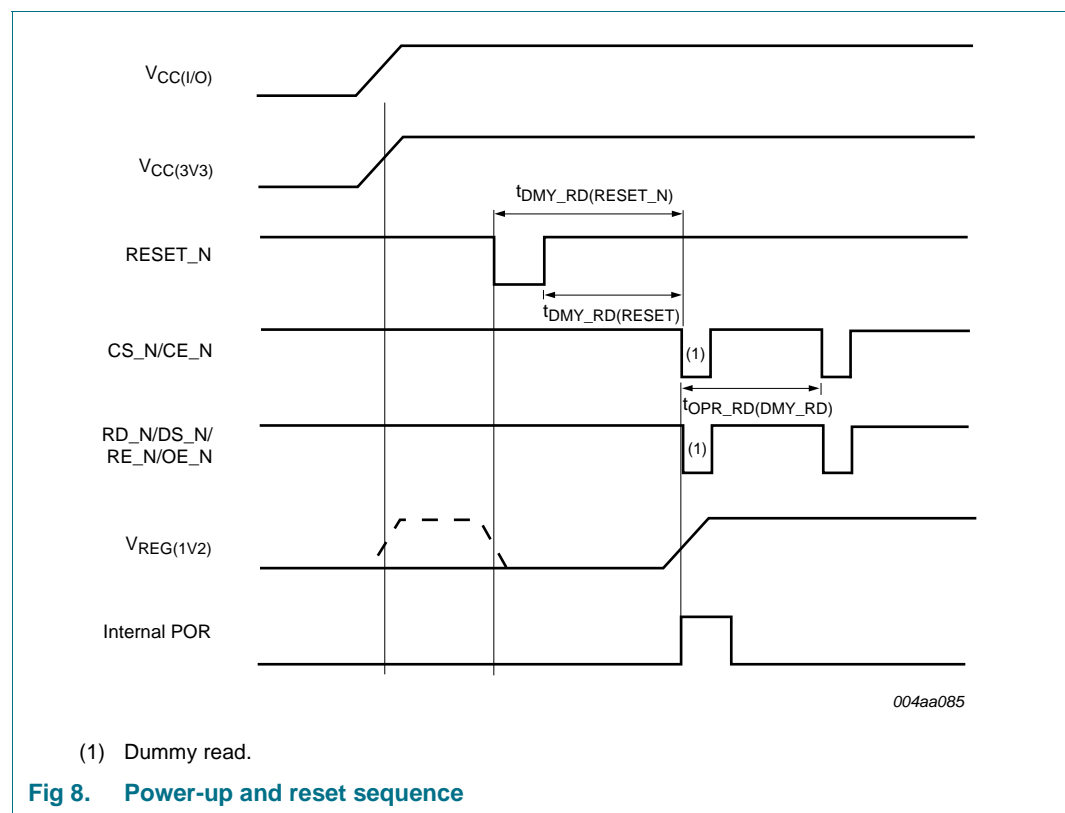 VCC(I/O)
VCC(3V3)
tDMY_RD(RESET_N)
RESET_N
tDMY_RD(RESET)
CS_N/CE_N
(1)
tOPR_RD(DMY_RD)
RD_N/DS_N/
RE_N/OE_N
(1)
VREG(1V2)
Internal POR
004aa085
(1) Dummy read.
Fig 8. Power-up and reset sequence